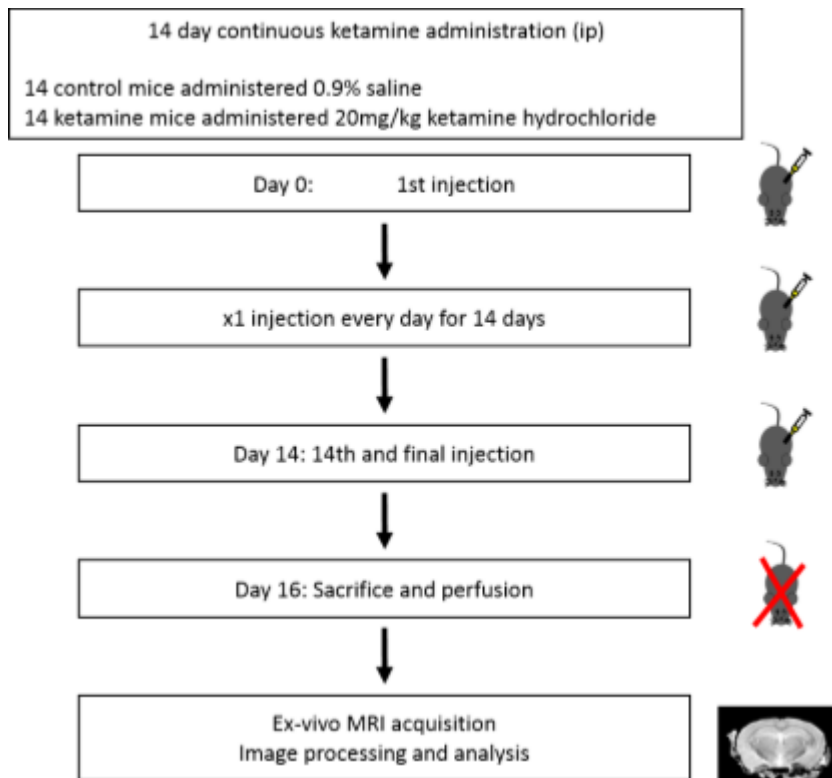 14 day continuous ketamine administration (ip)
14 control mice administered 0.9% saline
14 ketamine mice administered 20mg/kg ketamine hydrochloride
Day 0: 1st injection
x1 injection every day for 14 days
Day 14: 14th and final injection
Day 16: Sacrifice and perfusion
Ex-vivo MRI acquisition
Image processing and analysis